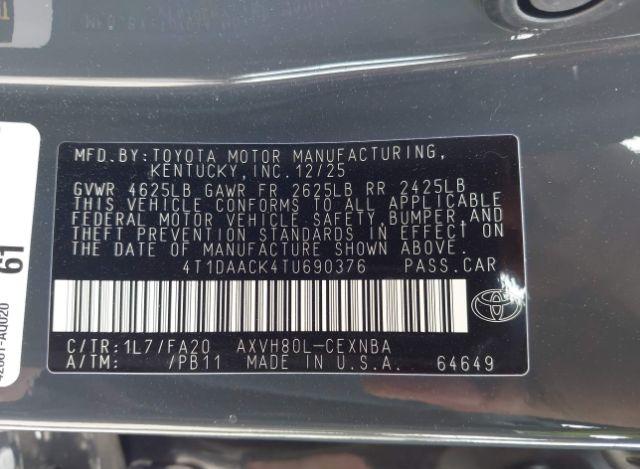 MFD.BY:TOYOTA MOTOR MANUFACTURING,
KENTUCKY,INC.12/25
GVWR 4625LB GAWR FR 2625LB RR 2425LB
THIS VEHICLE CONFORMS TO ALL APPLICABLE
FEDERAL MOTOR VEHICLE SAFETY,BUMPER,AND
THEFT PREVENTION STANDARDS IN EFFECT ON
THE DATE OF MANUFACTURE SHOWN ABOVE.
4T1DAACK4TU690376 PASS.CAR
C/TR:1L7/FA20 AXVH80L-CEXNBA
A/TM: /PB11 MADE IN U.S.A. 64649
61